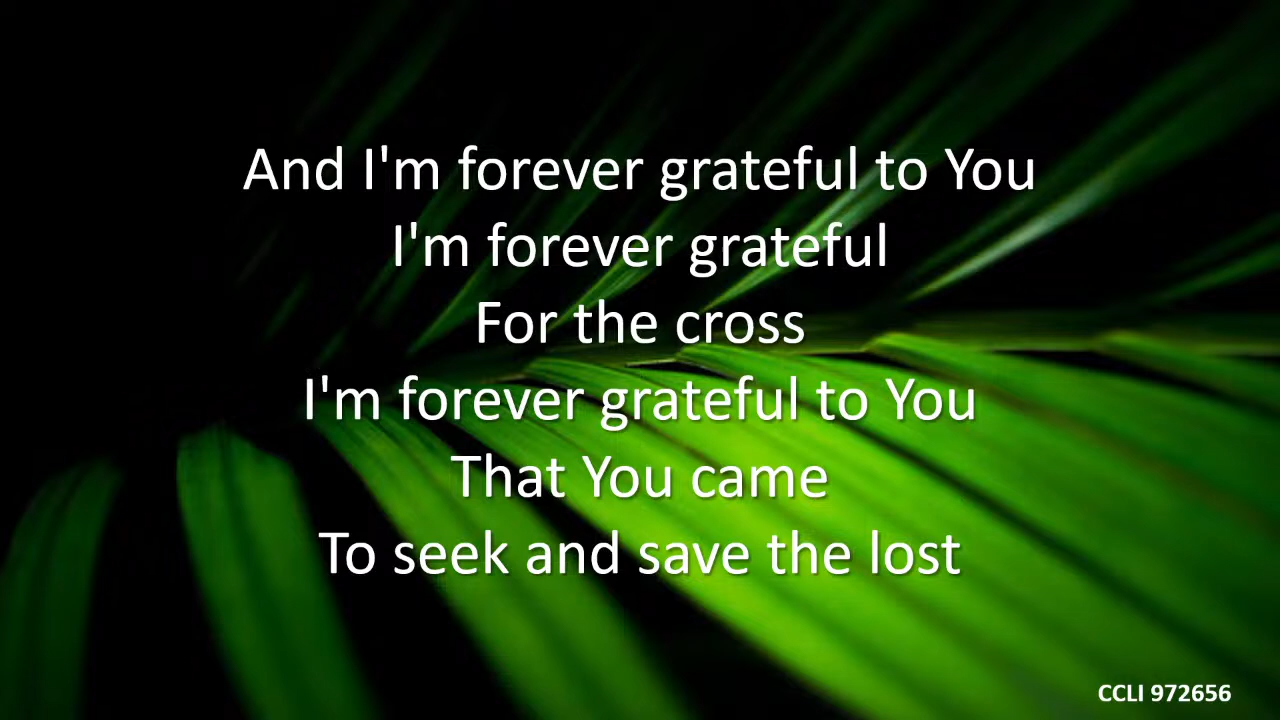 And I'm forever grateful to You
I'm forever grateful
For the cross
I'm forever grateful to You
That You came
To seek and save the lost
CCLI 972656